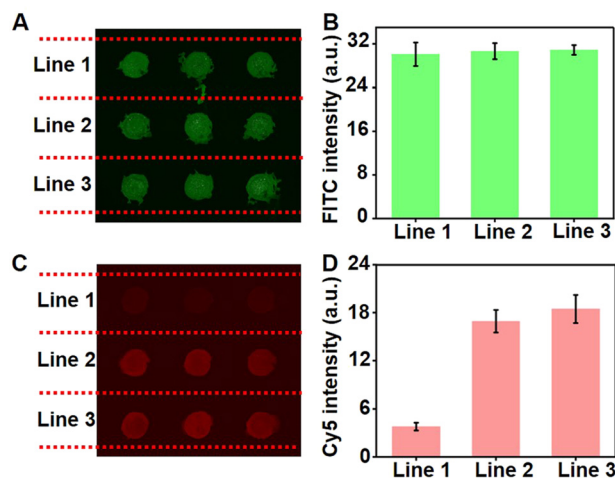 A
Line 1
Line 2
Line 3
B
FITC intensity (a.u.)
32
24
16
8
0
Line 1 Line 2 Line 3
C
Line 1
Line 2
Line 3
D
Cy5 intensity (a.u.)
24
18
12
6
0
Line 1 Line 2 Line 3